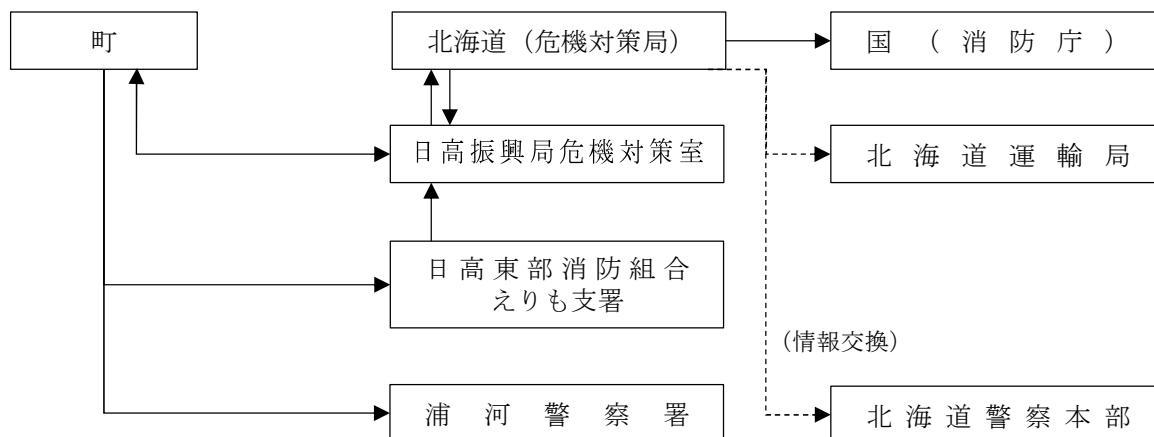 町
北海道（危機対策局）
国（消防庁）
日高振興局危機対策室
北海道運輸局
日高東部消防組合
えりも支署
（情報交換）
浦河警察署
北海道警察本部